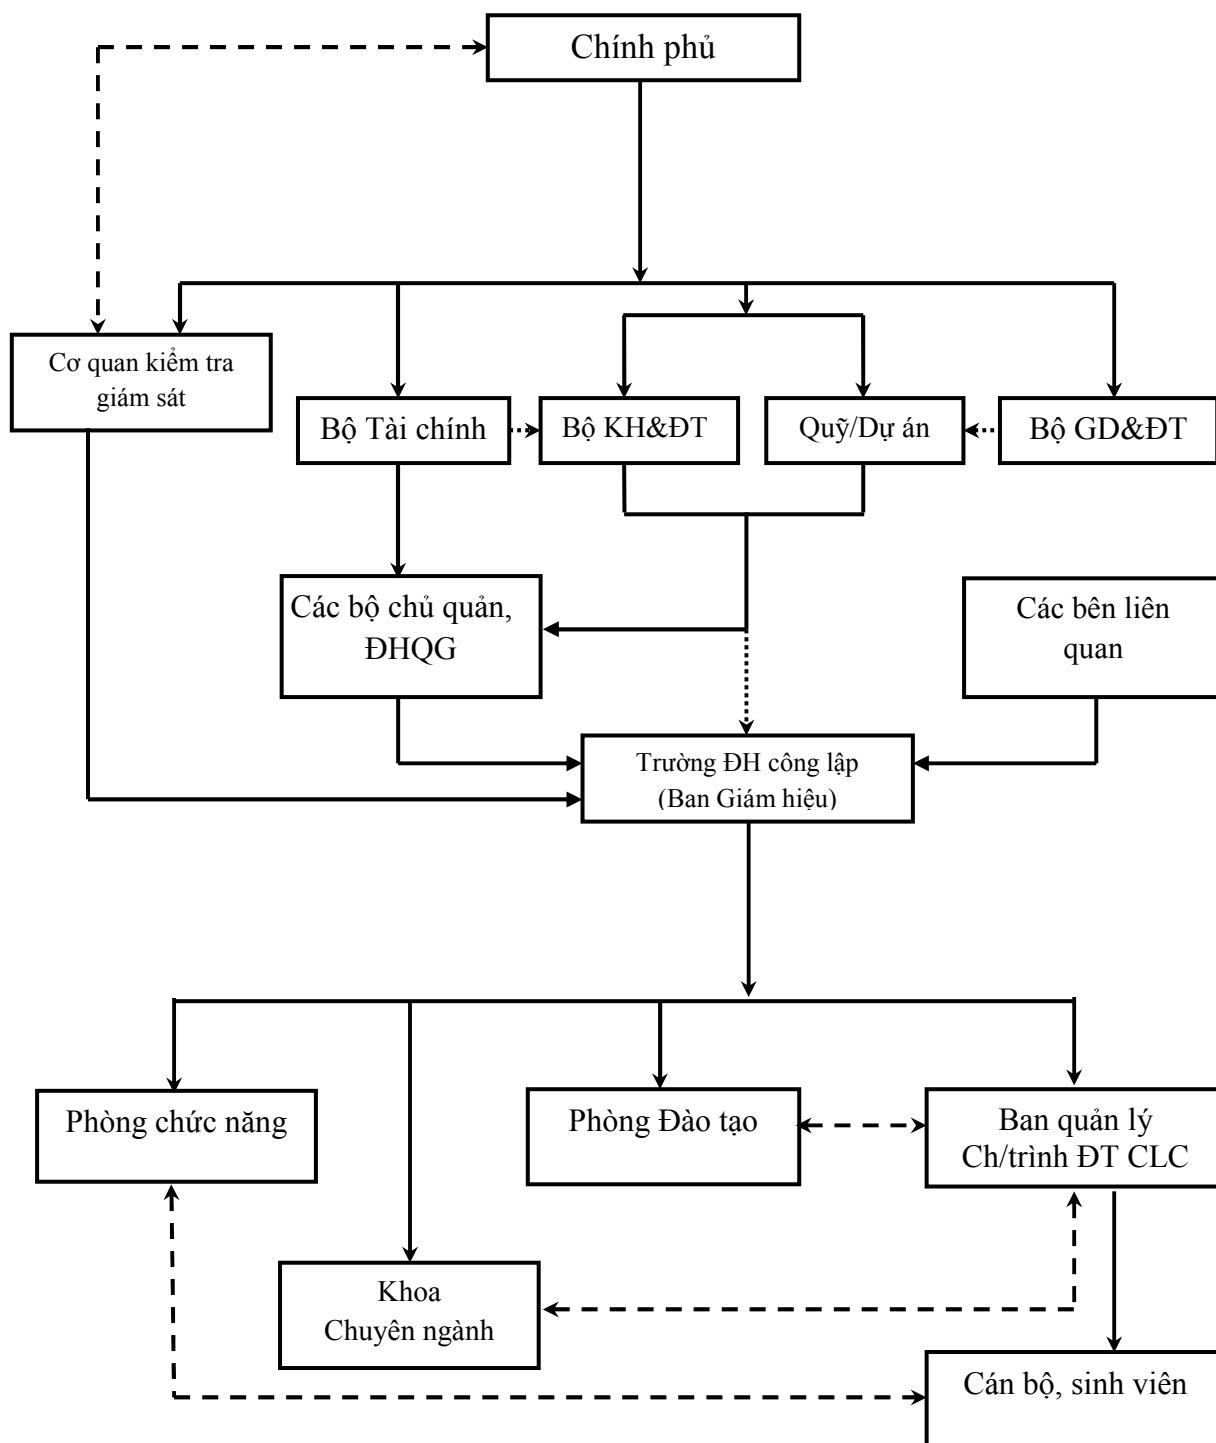 Chính phủ
Cơ quan kiểm tra
giám sát
Bộ Tài chính
Bộ KH&ĐT
Quỹ/Dự án
Bộ GD&ĐT
Các bộ chủ quản,
ĐHQG
Các bên liên
quan
Trường ĐH công lập
(Ban Giám hiệu)
Phòng chức năng
Phòng Đào tạo
Ban quản lý
Ch/trình ĐT CLC
Khoa
Chuyên ngành
Cán bộ, sinh viên